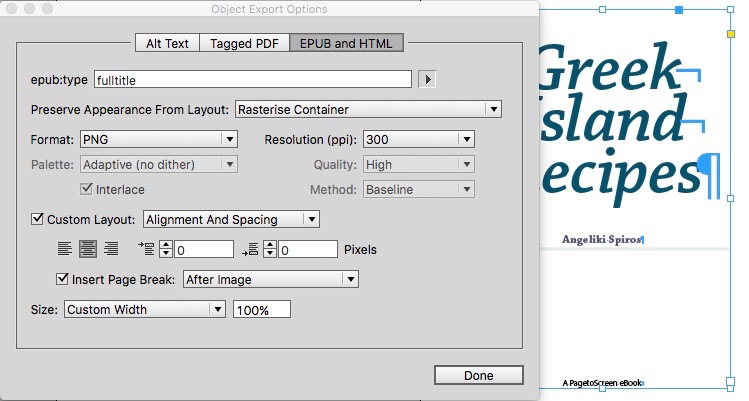 Object Export Options
Alt Text Tagged PDF EPUB and HTML
epub:type fulltitle
Preserve Appearance From Layout: Rasterise Container
Format: PNG Resolution (ppi): 300
Palette: Adaptive (no dither) Quality: High
Interlace Method: Baseline
Custom Layout: Alignment And Spacing
0 0 Pixels
Insert Page Break: After Image
Size: Custom Width 100%
Done
Greek
Island
ecipes¶
Angeliki Spiros
A PagetoScreen eBook